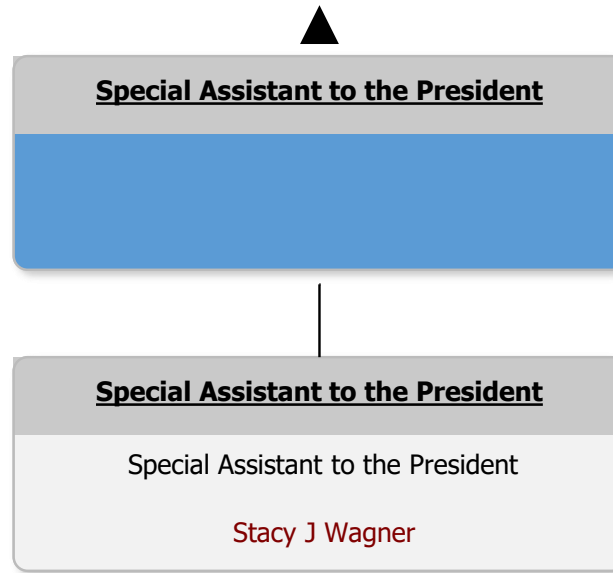 Special Assistant to the President
Special Assistant to the President
Special Assistant to the President
Stacy J Wagner